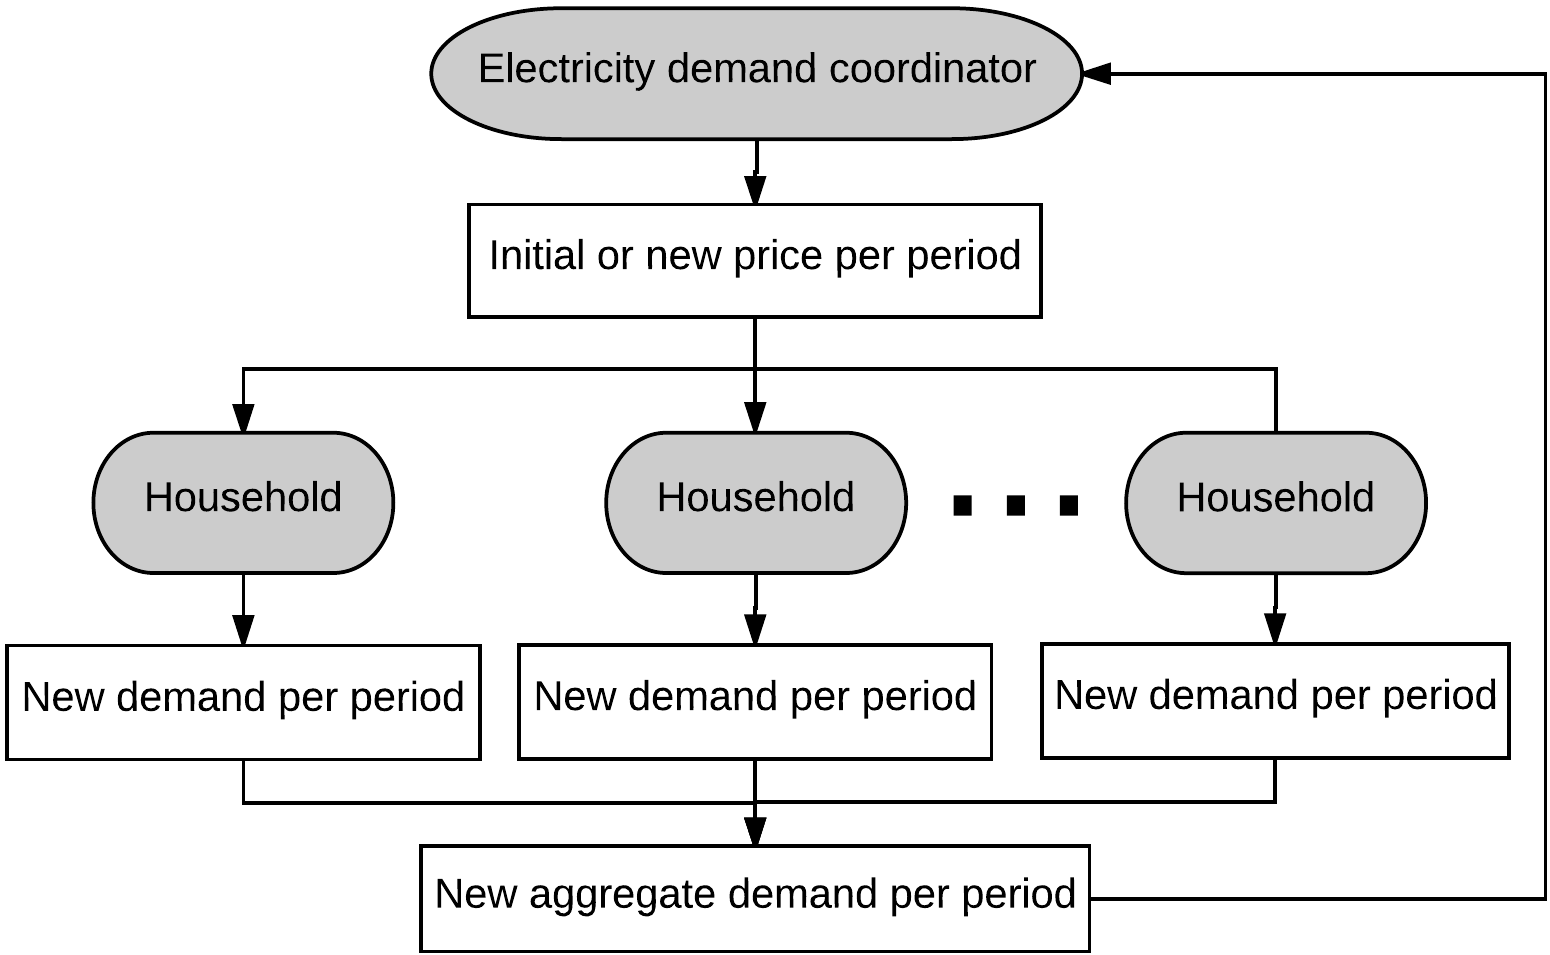 Electricity demand coordinator
Initial or new price per period
Household
Household
. . .
Household
New demand per period
New demand per period
New demand per period
New aggregate demand per period